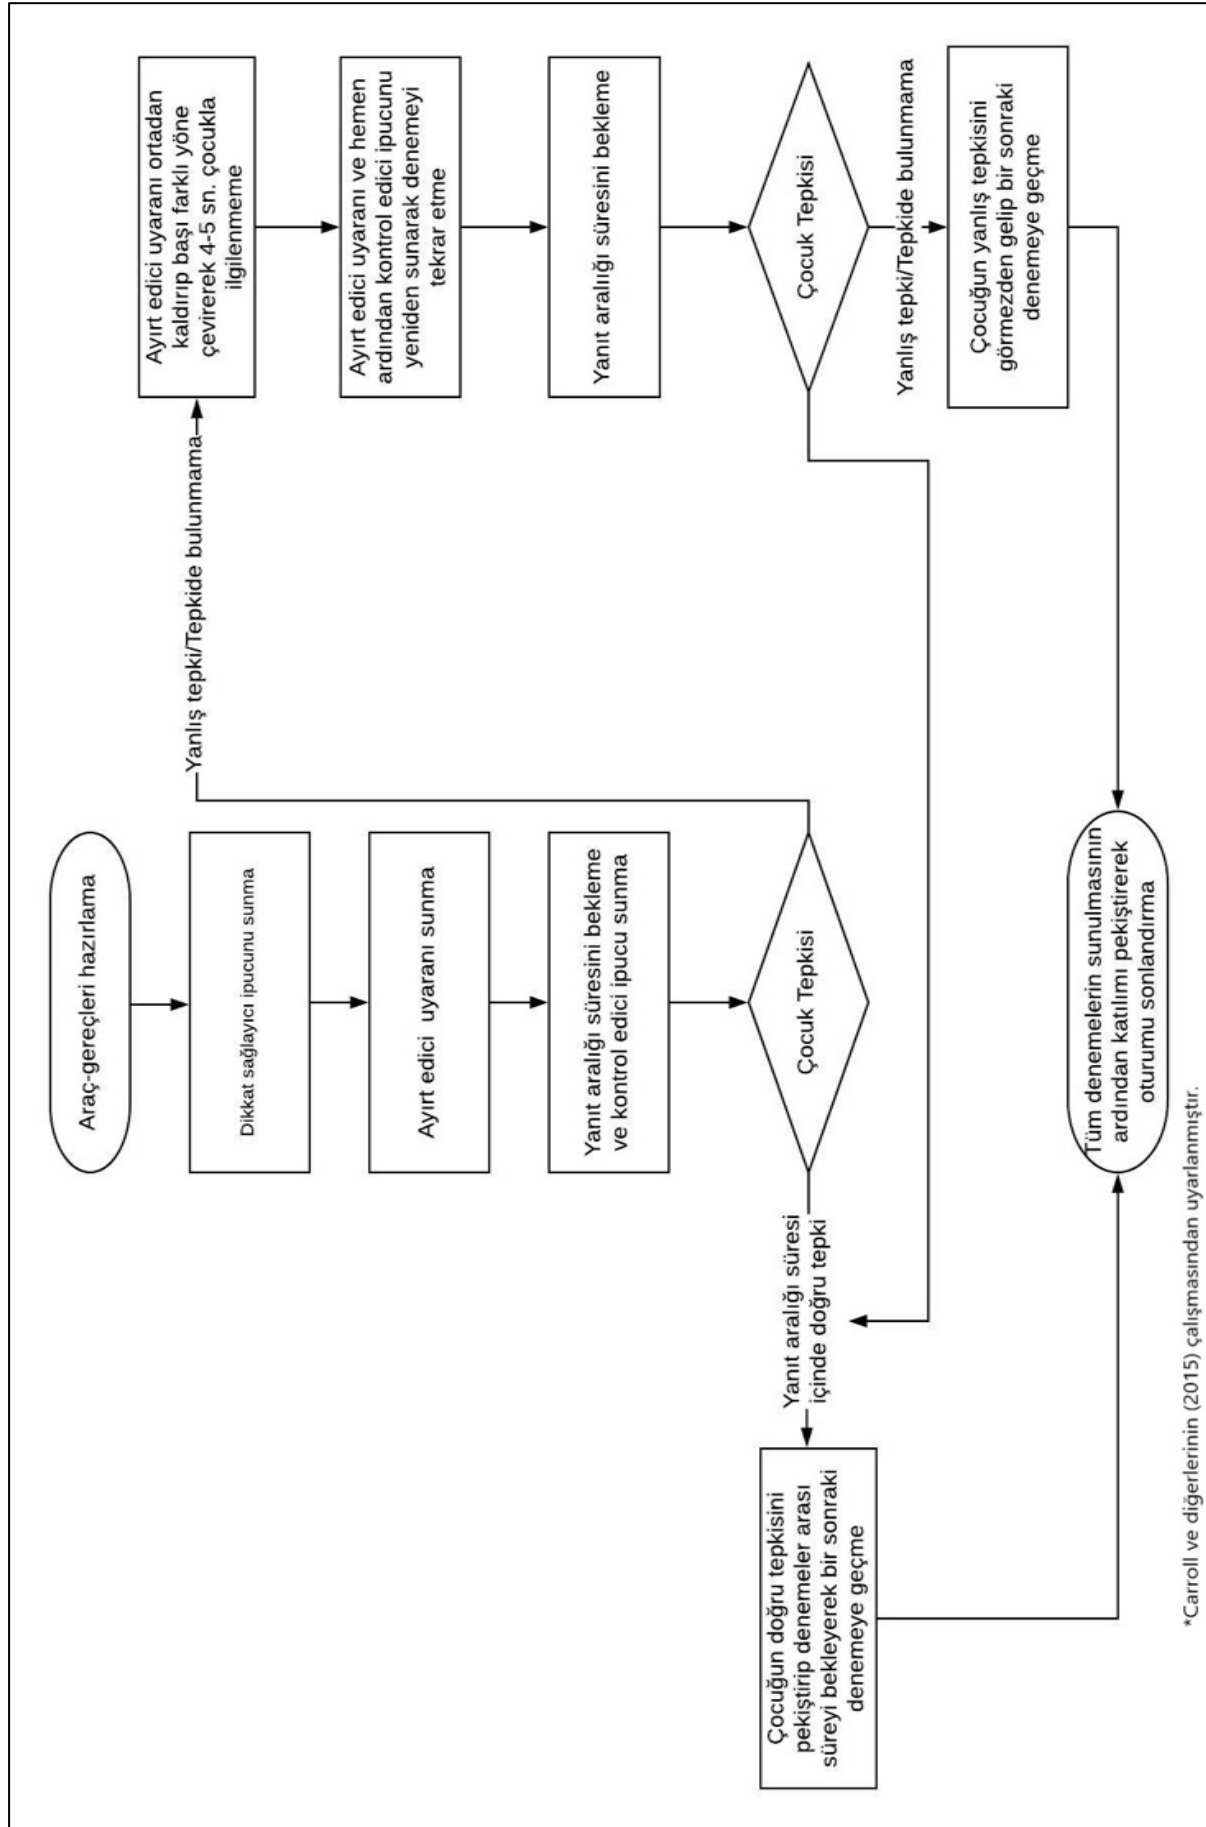 Araç-gereçleri hazırlama
Dikkat sağlayıcı ipucunu sunma
Ayırt edici uyaranı sunma
Yanıt aralığı süresini bekleme
ve kontrol edici ipucu sunma
Çocuk Tepkisi
Yanıt aralığı süresi
içinde doğru tepki
Çocuğun doğru tepkisini
pekiştirip denemeler arası
süreyi bekleyerek bir sonraki
denemeye geçme
Yanlış tepki/Tepkide bulunmama
Ayırt edici uyaranı ortadan
kaldırıp başı farklı yöne
çevirerek 4-5 sn. çocukla
ilgilenmeme
Ayırt edici uyaranı ve hemen
ardından kontrol edici ipucunu
yeniden sunarak denemeyi
tekrar etme
Yanıt aralıığı süresini bekleme
Çocuk Tepkisi
Yanlış tepki/Tepkide bulunmama
Çocuğun yanlış tepkisini
görmezden gelip bir sonraki
denemeye geçme
Tüm denemelerin sunulmasının
ardından katılımı pekiştirerek
oturumu sonlandırma
*Carroll ve diğerlerinin (2015) çalışmasından uyarlanmıştır.